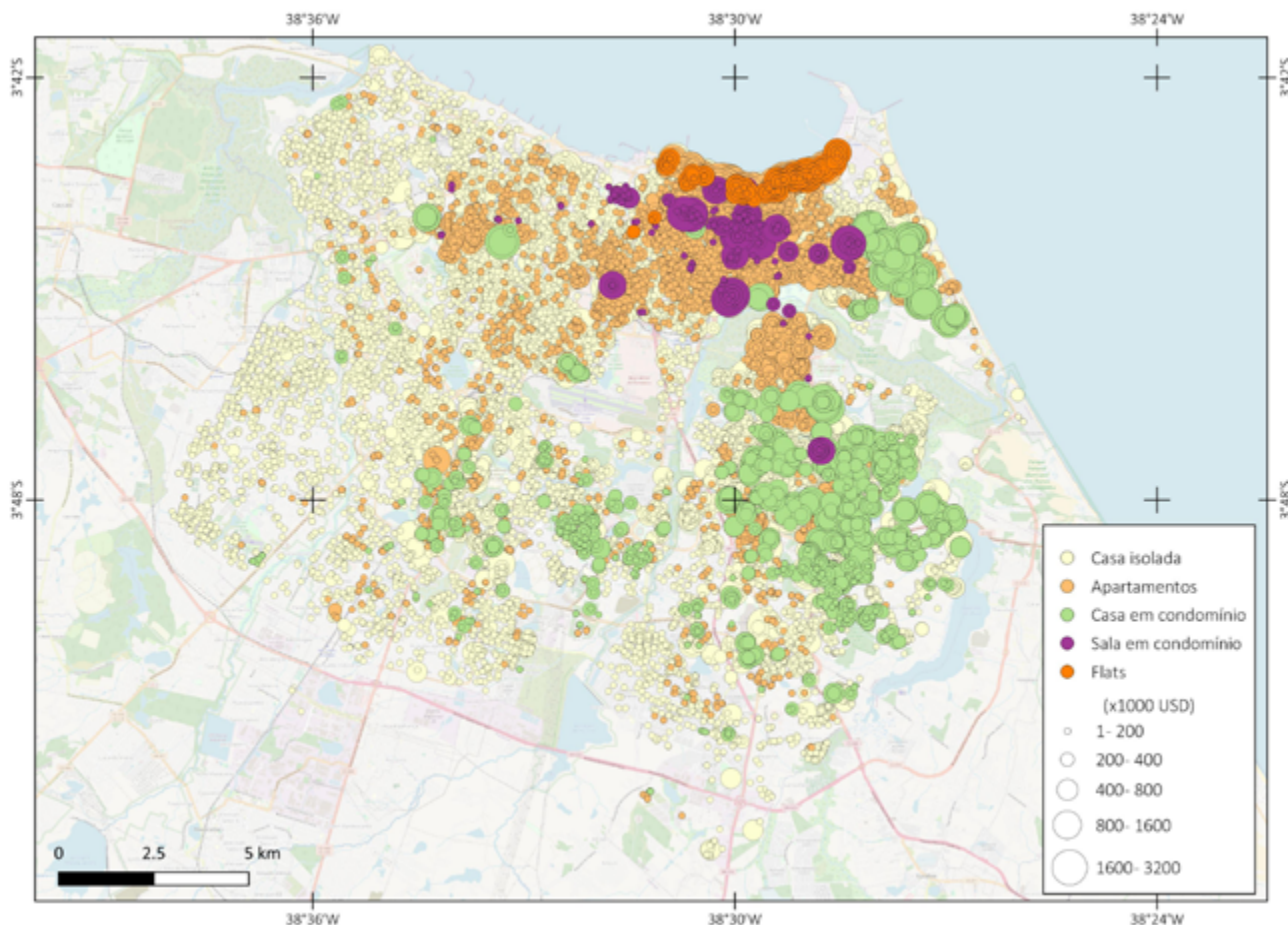 38°36'W 38°30'W 38°24'W
3°42'S 3°42'S
3°48'S 3°48'S
Casa isolada
Apartamentos
Casa em condomínio
Sala em condomínio
Flats
(x1000 USD)
1- 200
200- 400
400- 800
800- 1600
1600- 3200
0 2.5 5 km
38°36'W 38°30'W 38°24'W